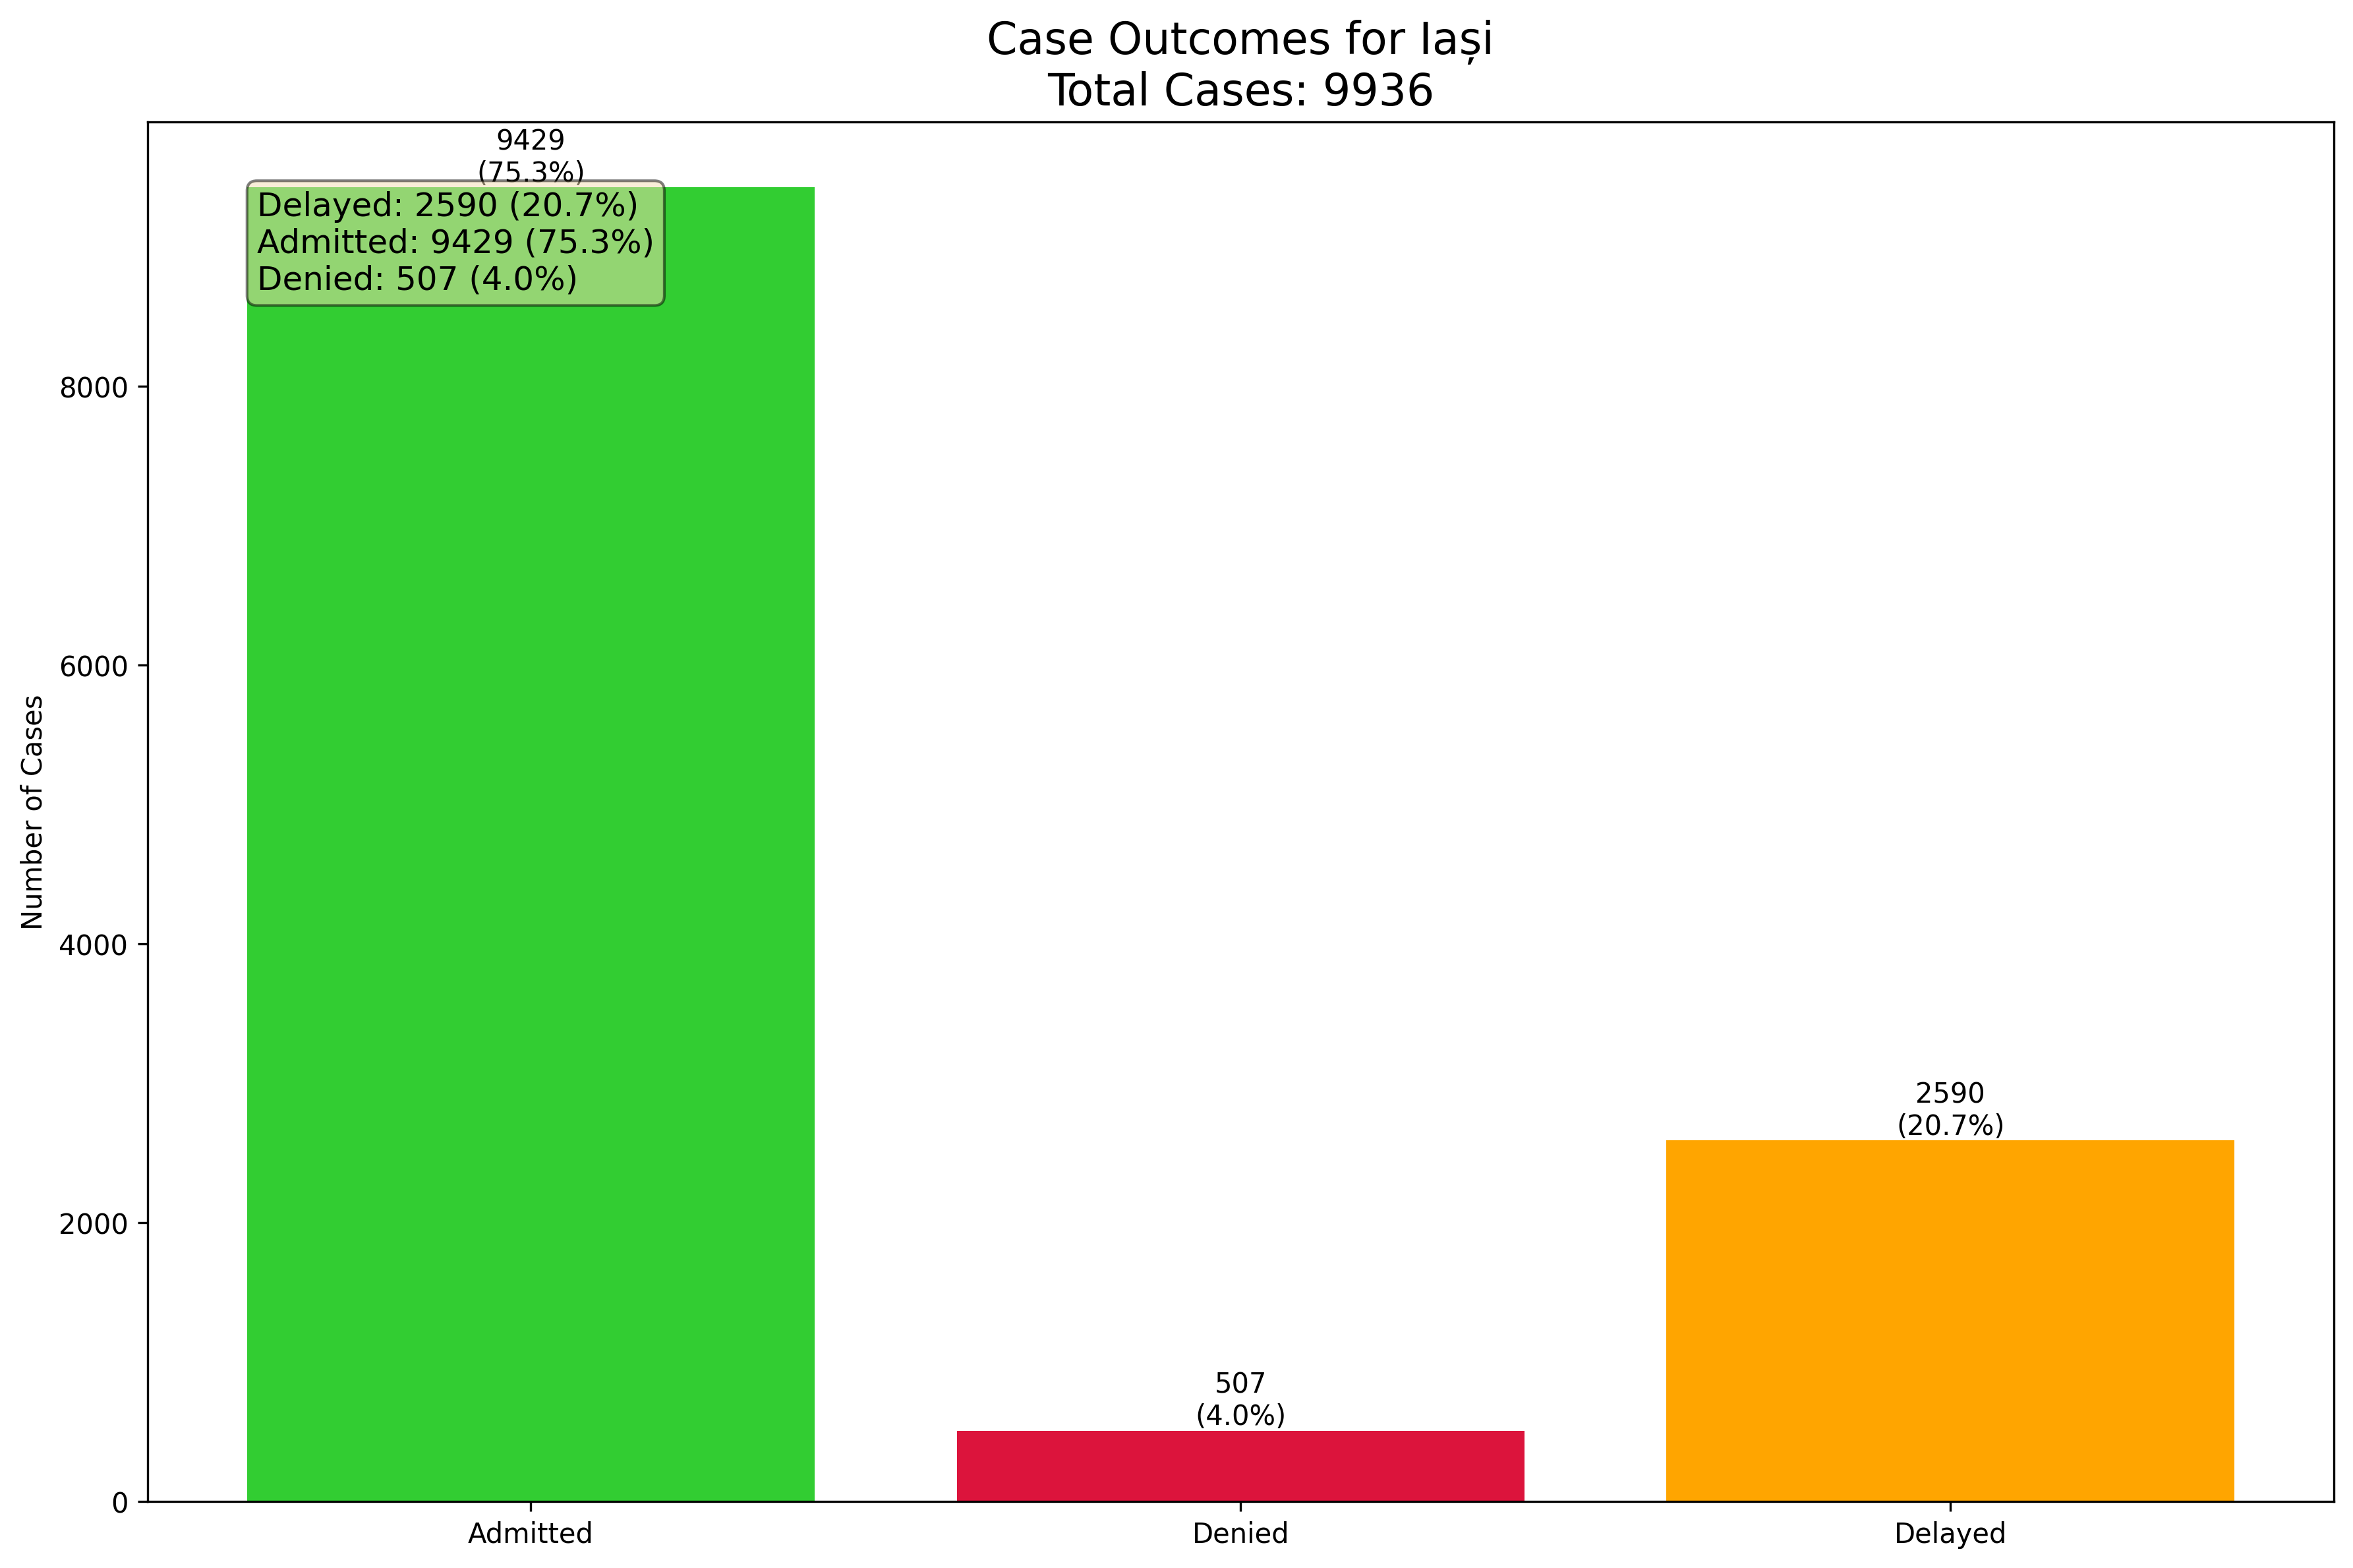 Case Outcomes for Iași
Total Cases: 9936
9429
(75.3%)
Delayed: 2590 (20.7%)
Admitted: 9429 (75.3%)
Denied: 507 (4.0%)
8000
6000
4000
2000
0
Number of Cases
507
(4.0%)
2590
(20.7%)
Admitted
Denied
Delayed